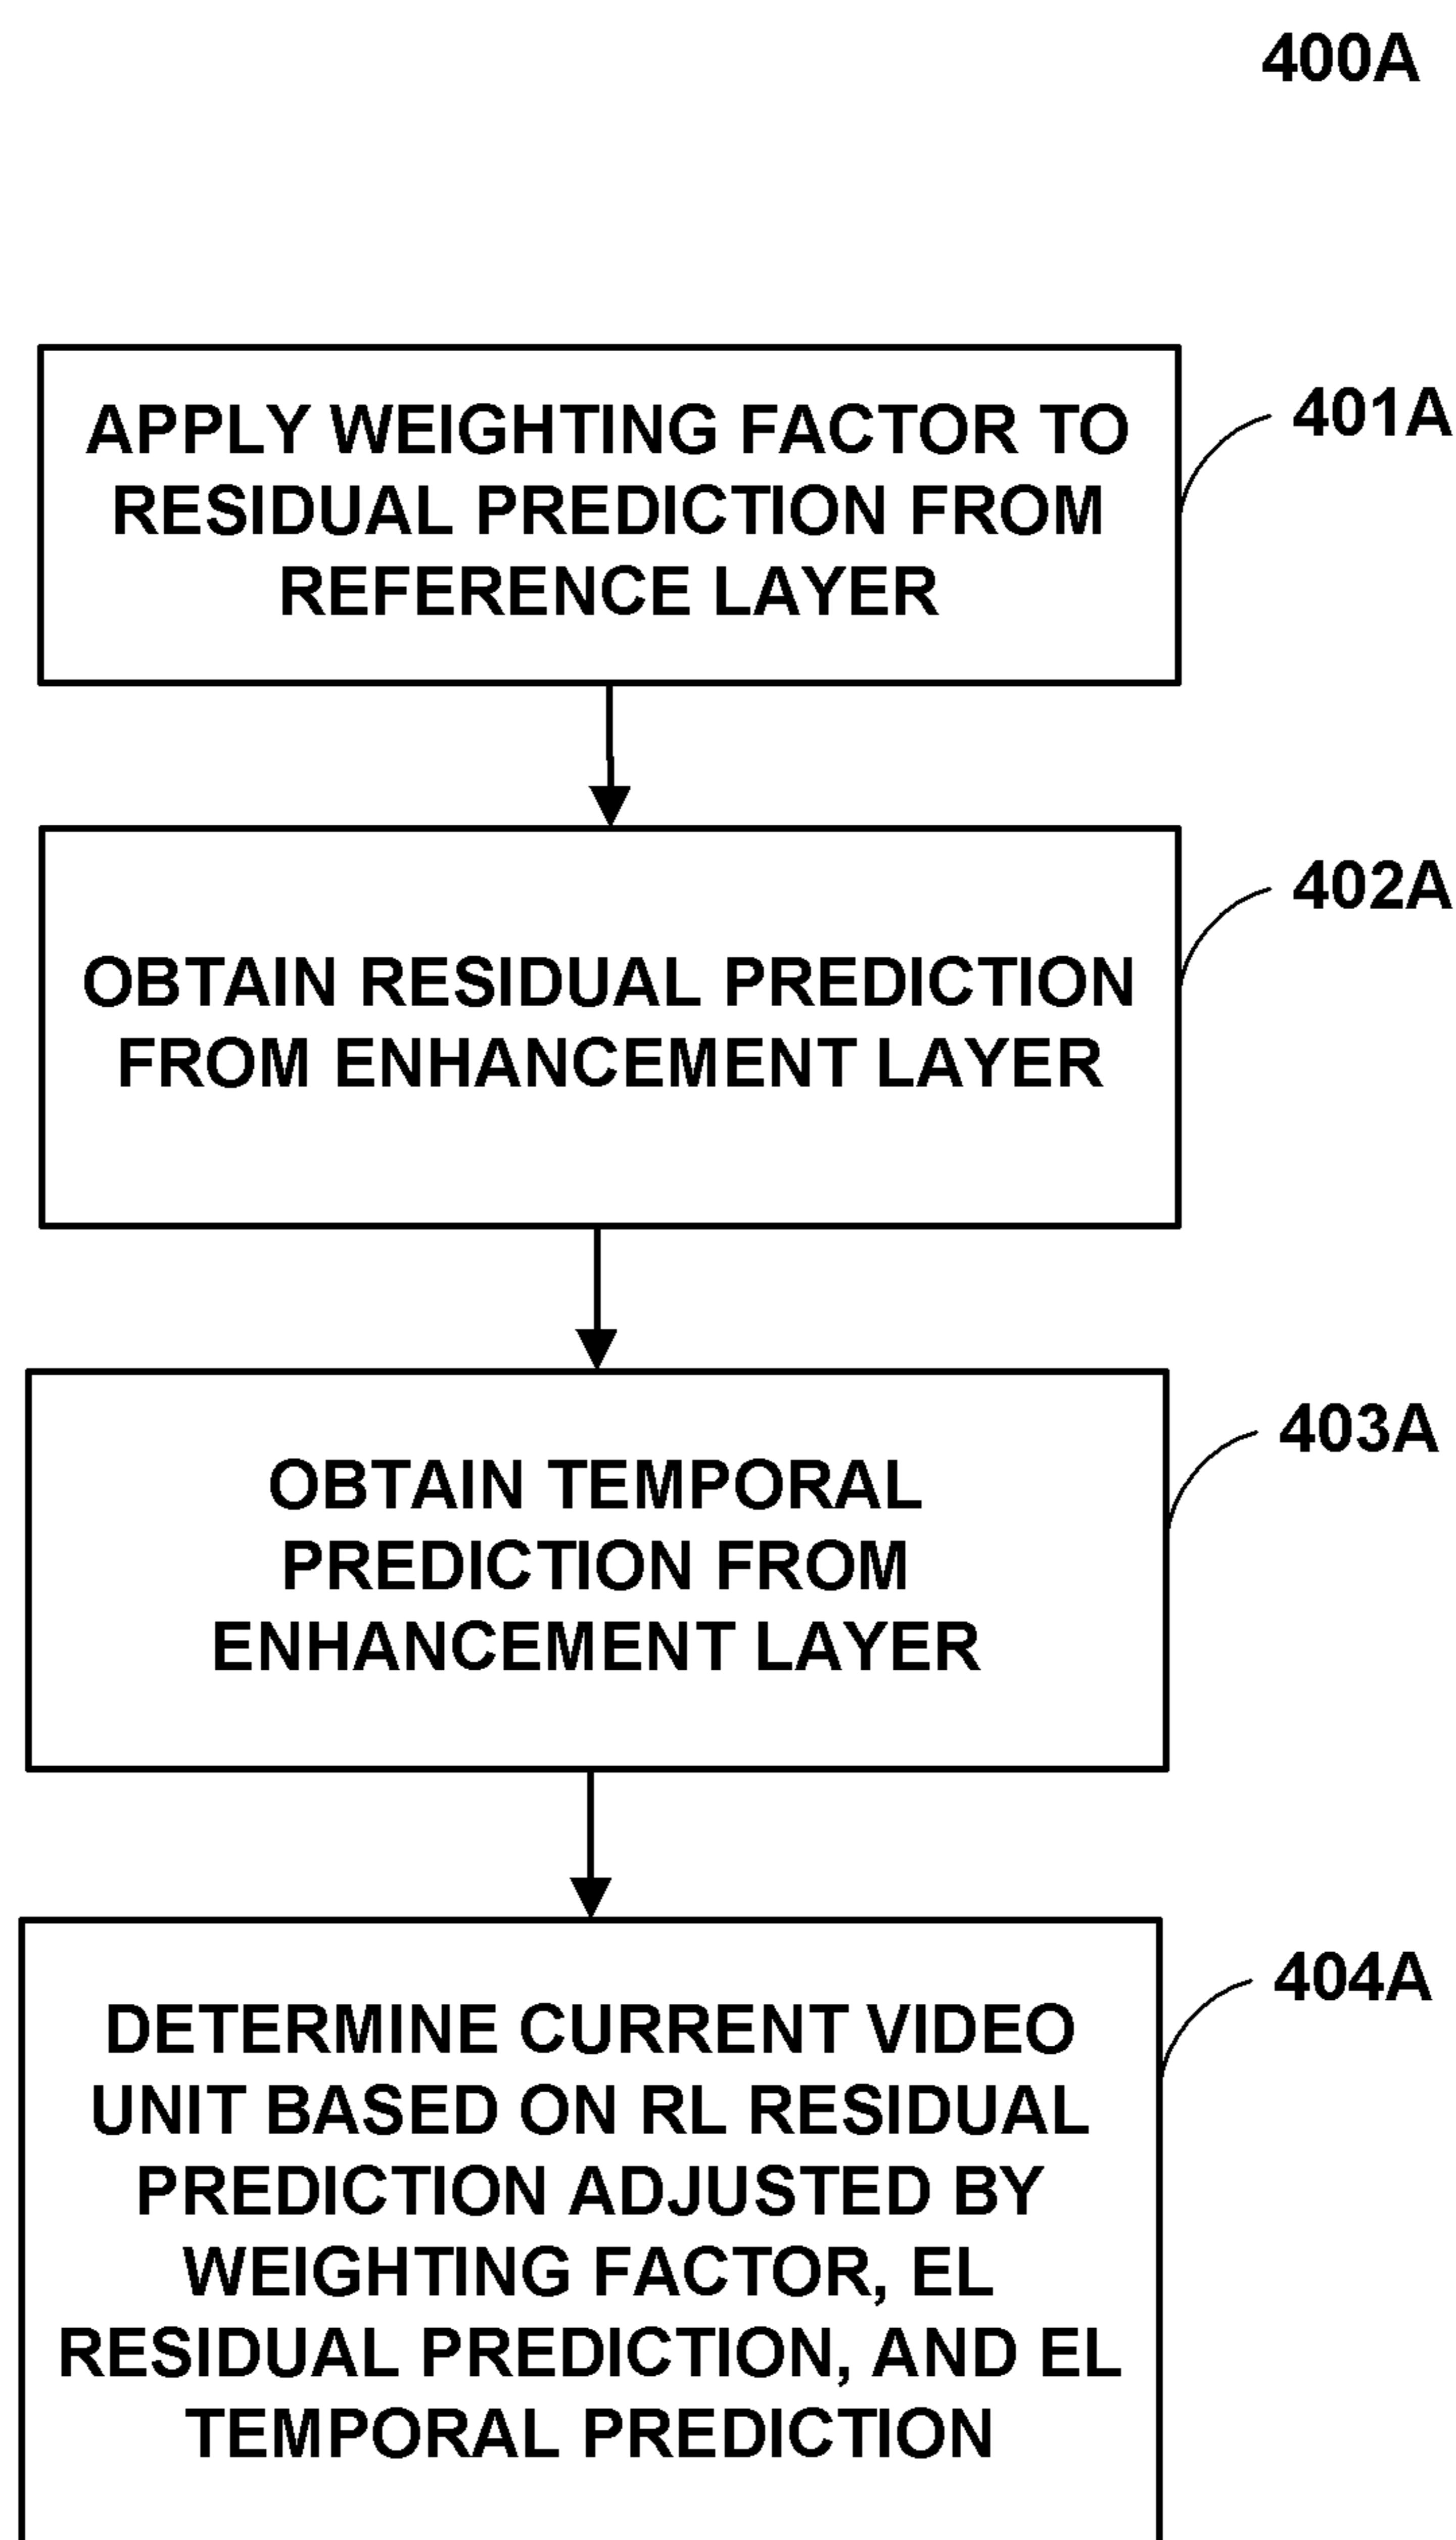 400A
APPLY WEIGHTING FACTOR TO
RESIDUAL PREDICTION FROM
REFERENCE LAYER
401A
OBTAIN RESIDUAL PREDICTION
FROM ENHANCEMENT LAYER
402A
OBTAIN TEMPORAL
PREDICTION FROM
ENHANCEMENT LAYER
403A
DETERMINE CURRENT VIDEO
UNIT BASED ON RL RESIDUAL
PREDICTION ADJUSTED BY
WEIGHTING FACTOR, EL
RESIDUAL PREDICTION, AND EL
TEMPORAL PREDICTION
404A